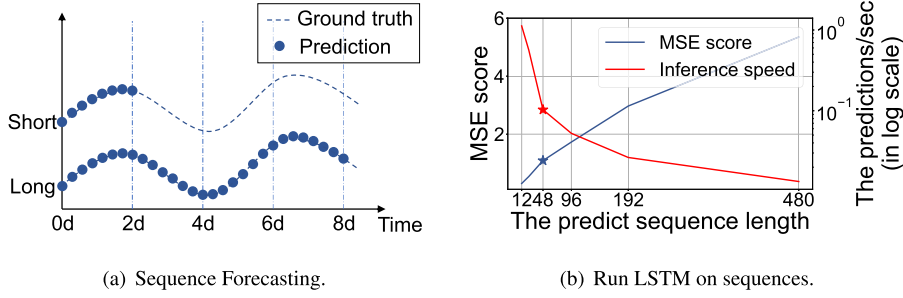 Ground truth
Prediction
Short
Long
0d 2d 4d 6d 8d Time
(a) Sequence Forecasting.
MSE score
6
4
2
MSE score
Inference speed
10^0
10^-1
The predictions/sec
(in log scale)
1248 96 192 480
The predict sequence length
(b) Run LSTM on sequences.